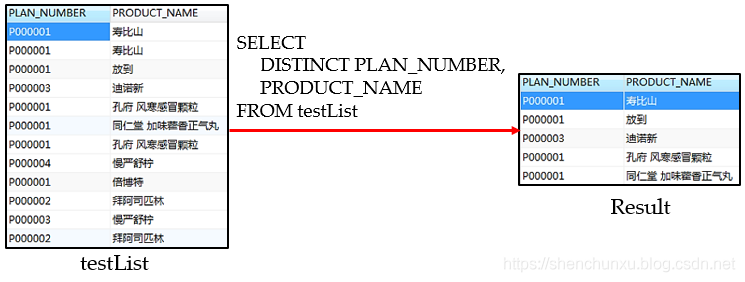 PLAN_NUMBER PRODUCT_NAME
P000001 寿比山
P000001 寿比山
P000001 放到
P000003 迪诺新
P000001 孔府 风寒感冒颗粒
P000001 同仁堂 加味藿香正气丸
P000001 孔府 风寒感冒颗粒
P000004 慢严舒柠
P000001 倍博特
P000002 拜阿司匹林
P000003 慢严舒柠
P000002 拜阿司匹林
testList
SELECT
DISTINCT PLAN_NUMBER,
PRODUCT_NAME
FROM testList
PLAN_NUMBER PRODUCT_NAME
P000001 寿比山
P000001 放到
P000003 迪诺新
P000001 孔府 风寒感冒颗粒
P000001 同仁堂 加味藿香正气丸
Result
https://shenchunxu.blog.csdn.net